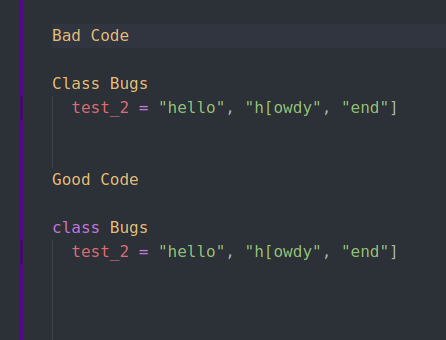 Bad Code
Class Bugs
test_2 = "hello", "h[owdy", "end"]
Good Code
class Bugs
test_2 = "hello", "h[owdy", "end"]